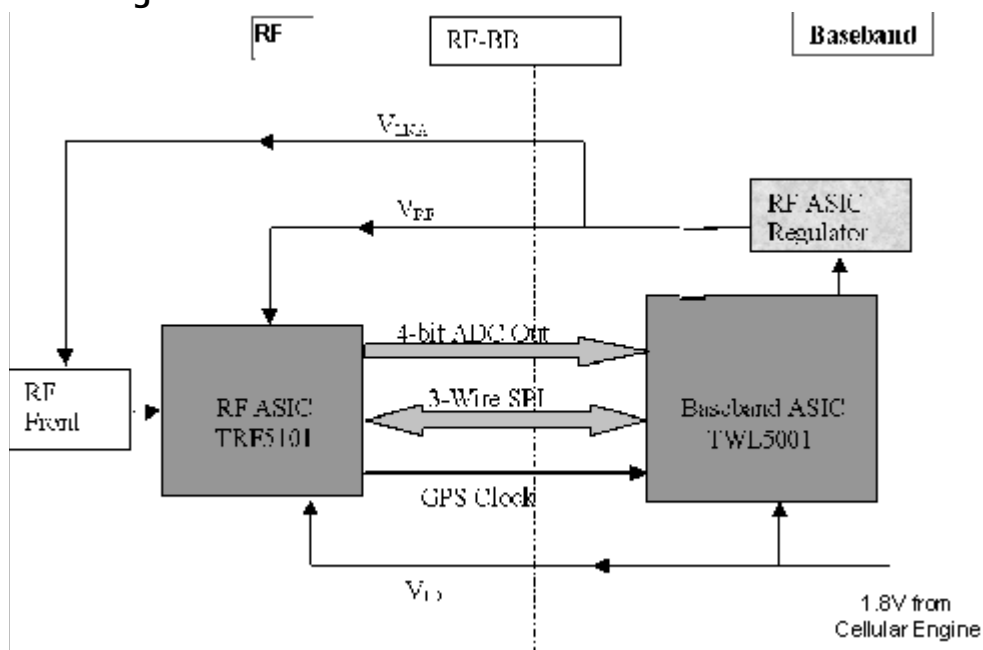 RF
RF-BB
Baseband
V
V
RF ASIC
Regulator
4-bit ADC Out
3-Wire SPI
RF
Front
RF ASIC
TRF5101
Baseband ASIC
TWL5001
GPS Clock
V
1.8V from
Cellular Engine